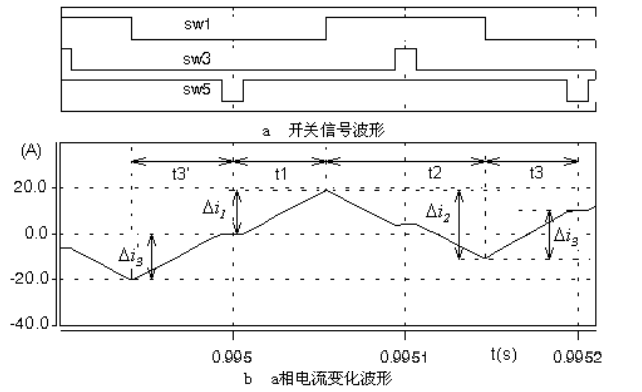 sw1
sw3
sw5
a 开关信号波形
(A)
t3' t1 t2 t3
20.0
Δi1 Δi2
0.0
Δi'3 Δi3
-20.0
-40.0
0.995 0.9951 t(s) 0.9952
b a相电流变化波形